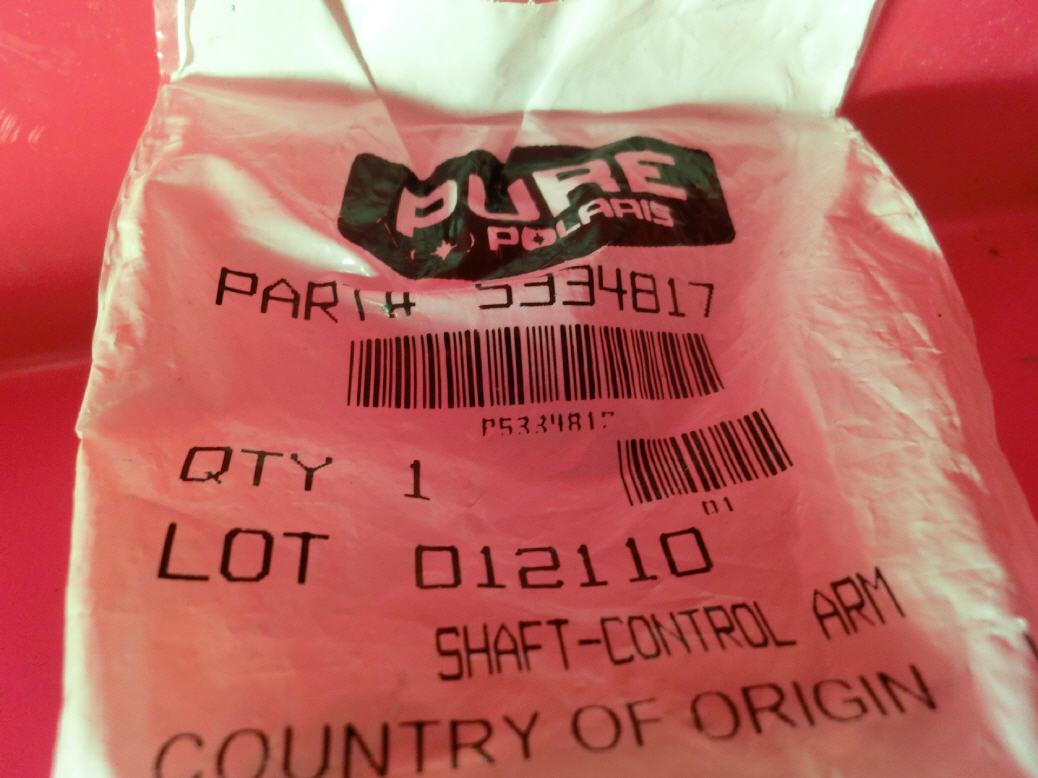 PURE
POLARIS
PART# 5334817
P5334817
QTY 1
01
LOT 012110
SHAFT-CONTROL ARM
COUNTRY OF ORIGIN